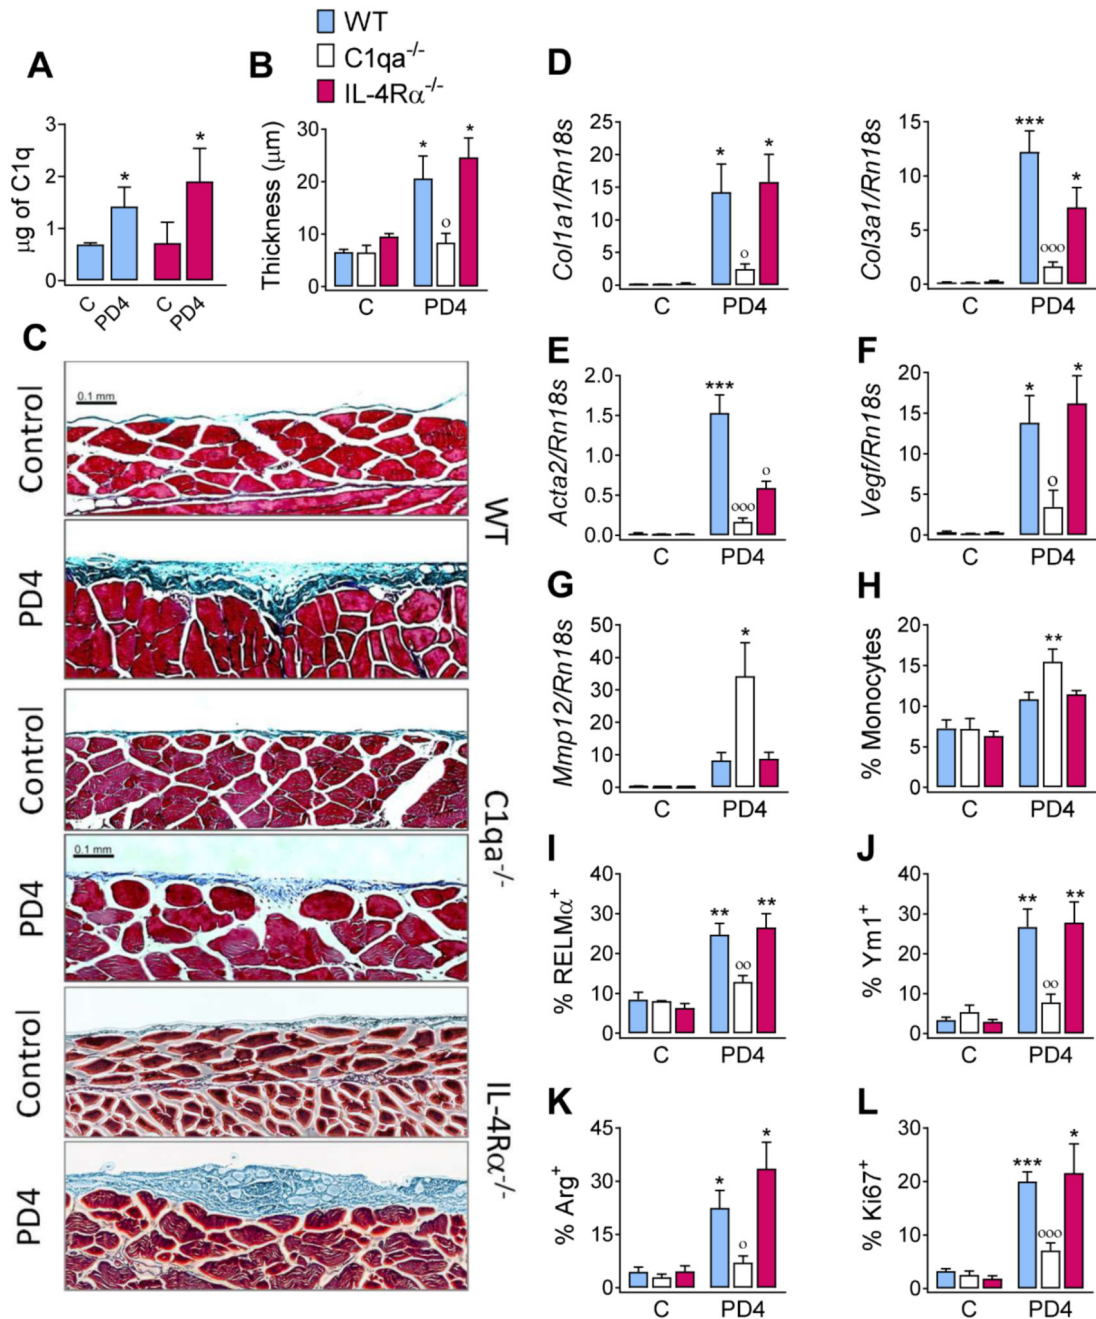 WT
C1qa-/-
IL-4Rα-/-
A
μg of C1q
3
2
1
0
*
*
C
PD4
C
PD4
B
Thickness (μm)
30
20
10
0
*
o
*
C
PD4
C
Control
0.1 mm
PD4
WT
Control
PD4
0.1 mm
C1qa-/-
Control
PD4
IL-4Rα-/-
D
Col1a1/Rn18s
25
20
15
10
5
0
*
o
*
C
PD4
Col3a1/Rn18s
15
10
5
0
***
ooo
*
C
PD4
E
Acta2/Rn18s
2.0
1.5
1.0
0.5
0.0
***
ooo
o
C
PD4
F
Vegf/Rn18s
20
15
10
5
0
*
o
*
C
PD4
G
Mmp12/Rn18s
50
40
30
20
10
0
*
C
PD4
H
% Monocytes
20
15
10
5
0
**
C
PD4
I
% RELMα+
40
30
20
10
0
**
oo
**
C
PD4
J
% Ym1+
40
30
20
10
0
**
oo
**
C
PD4
K
% Arg+
45
30
15
0
*
o
*
C
PD4
L
% Ki67+
30
20
10
0
***
ooo
*
C
PD4